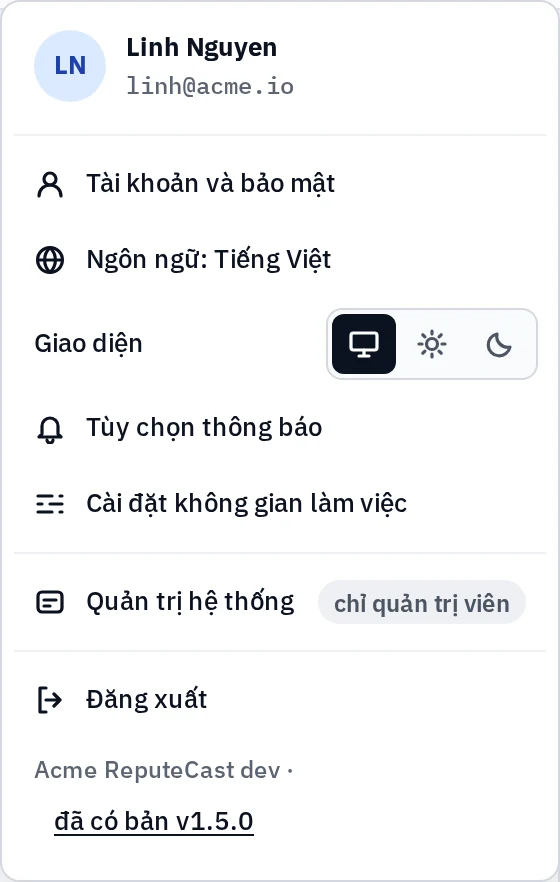 LN
Linh Nguyen
linh@acme.io
Tài khoản và bảo mật
Ngôn ngữ: Tiếng Việt
Giao diện
Tùy chọn thông báo
Cài đặt không gian làm việc
Quản trị hệ thống chỉ quản trị viên
Đăng xuất
Acme ReputeCast dev ·
đã có bản v1.5.0